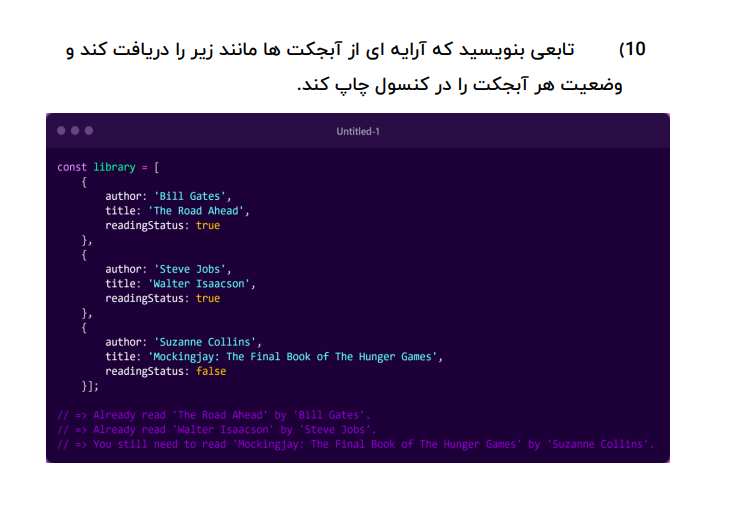 10) تابعی بنویسید که آرایه ای از آبجکت ها مانند زیر را دریافت کند و
وضعیت هر آبجکت را در کنسول چاپ کند.
Untitled-1
const library = [
    {
        author: 'Bill Gates',
        title: 'The Road Ahead',
        readingStatus: true
    },
    {
        author: 'Steve Jobs',
        title: 'Walter Isaacson',
        readingStatus: true
    },
    {
        author: 'Suzanne Collins',
        title: 'Mockingjay: The Final Book of The Hunger Games',
        readingStatus: false
    }];
// => Already read 'The Road Ahead' by 'Bill Gates'.
// => Already read 'Walter Isaacson' by 'Steve Jobs'.
// => You still need to read 'Mockingjay: The Final Book of The Hunger Games' by 'Suzanne Collins'.